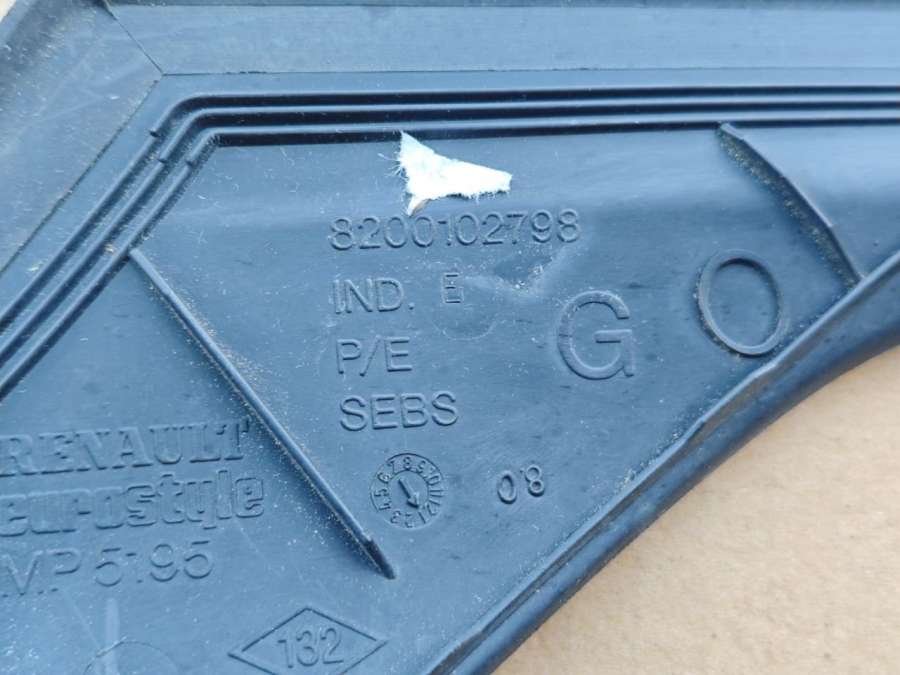 8200102798
IND. E
P/E
G O
SEBS
08
RENAULT
eurostyle
MP 5195
132